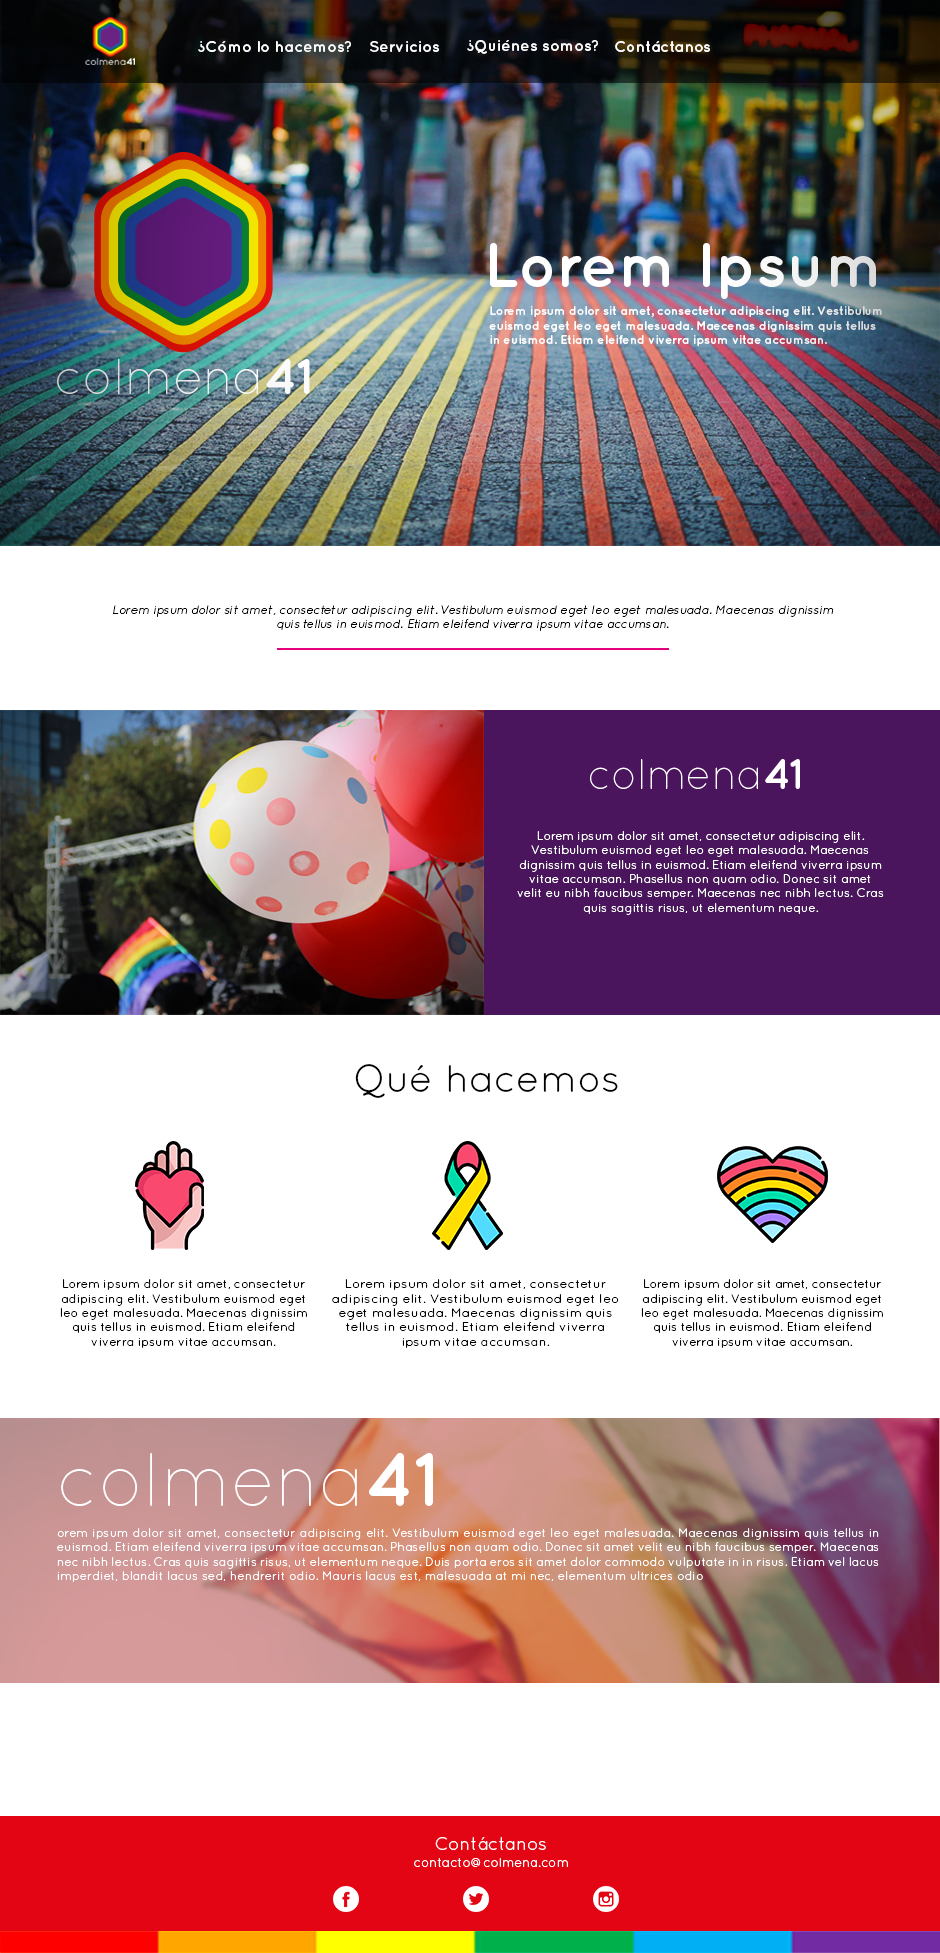 colmena41
¿Cómo lo hacemos? Servicios ¿Quiénes somos? Contáctanos
colmena41
Lorem Ipsum
Lorem ipsum dolor sit amet, consectetur adipiscing elit. Vestibulum
euismod eget leo eget malesuada. Maecenas dignissim quis tellus
in euismod. Etiam eleifend viverra ipsum vitae accumsan.
Lorem ipsum dolor sit amet, consectetur adipiscing elit. Vestibulum euismod eget leo eget malesuada. Maecenas dignissim
quis tellus in euismod. Etiam eleifend viverra ipsum vitae accumsan.
colmena41
Lorem ipsum dolor sit amet, consectetur adipiscing elit.
Vestibulum euismod eget leo eget malesuada. Maecenas
dignissim quis tellus in euismod. Etiam eleifend viverra ipsum
vitae accumsan. Phasellus non quam odio. Donec sit amet
velit eu nibh faucibus semper. Maecenas nec nibh lectus. Cras
quis sagittis risus, ut elementum neque.
Qué hacemos
Lorem ipsum dolor sit amet, consectetur
adipiscing elit. Vestibulum euismod eget
leo eget malesuada. Maecenas dignissim
quis tellus in euismod. Etiam eleifend
viverra ipsum vitae accumsan.
Lorem ipsum dolor sit amet, consectetur
adipiscing elit. Vestibulum euismod eget leo
eget malesuada. Maecenas dignissim quis
tellus in euismod. Etiam eleifend viverra
ipsum vitae accumsan.
Lorem ipsum dolor sit amet, consectetur
adipiscing elit. Vestibulum euismod eget
leo eget malesuada. Maecenas dignissim
quis tellus in euismod. Etiam eleifend
viverra ipsum vitae accumsan.
colmena41
orem ipsum dolor sit amet, consectetur adipiscing elit. Vestibulum euismod eget leo eget malesuada. Maecenas dignissim quis tellus in
euismod. Etiam eleifend viverra ipsum vitae accumsan. Phasellus non quam odio. Donec sit amet velit eu nibh faucibus semper. Maecenas
nec nibh lectus. Cras quis sagittis risus, ut elementum neque. Duis porta eros sit amet dolor commodo vulputate in in risus. Etiam vel lacus
imperdiet, blandit lacus sed, hendrerit odio. Mauris lacus est, malesuada at mi nec, elementum ultrices odio
Contáctanos
contacto@colmena.com